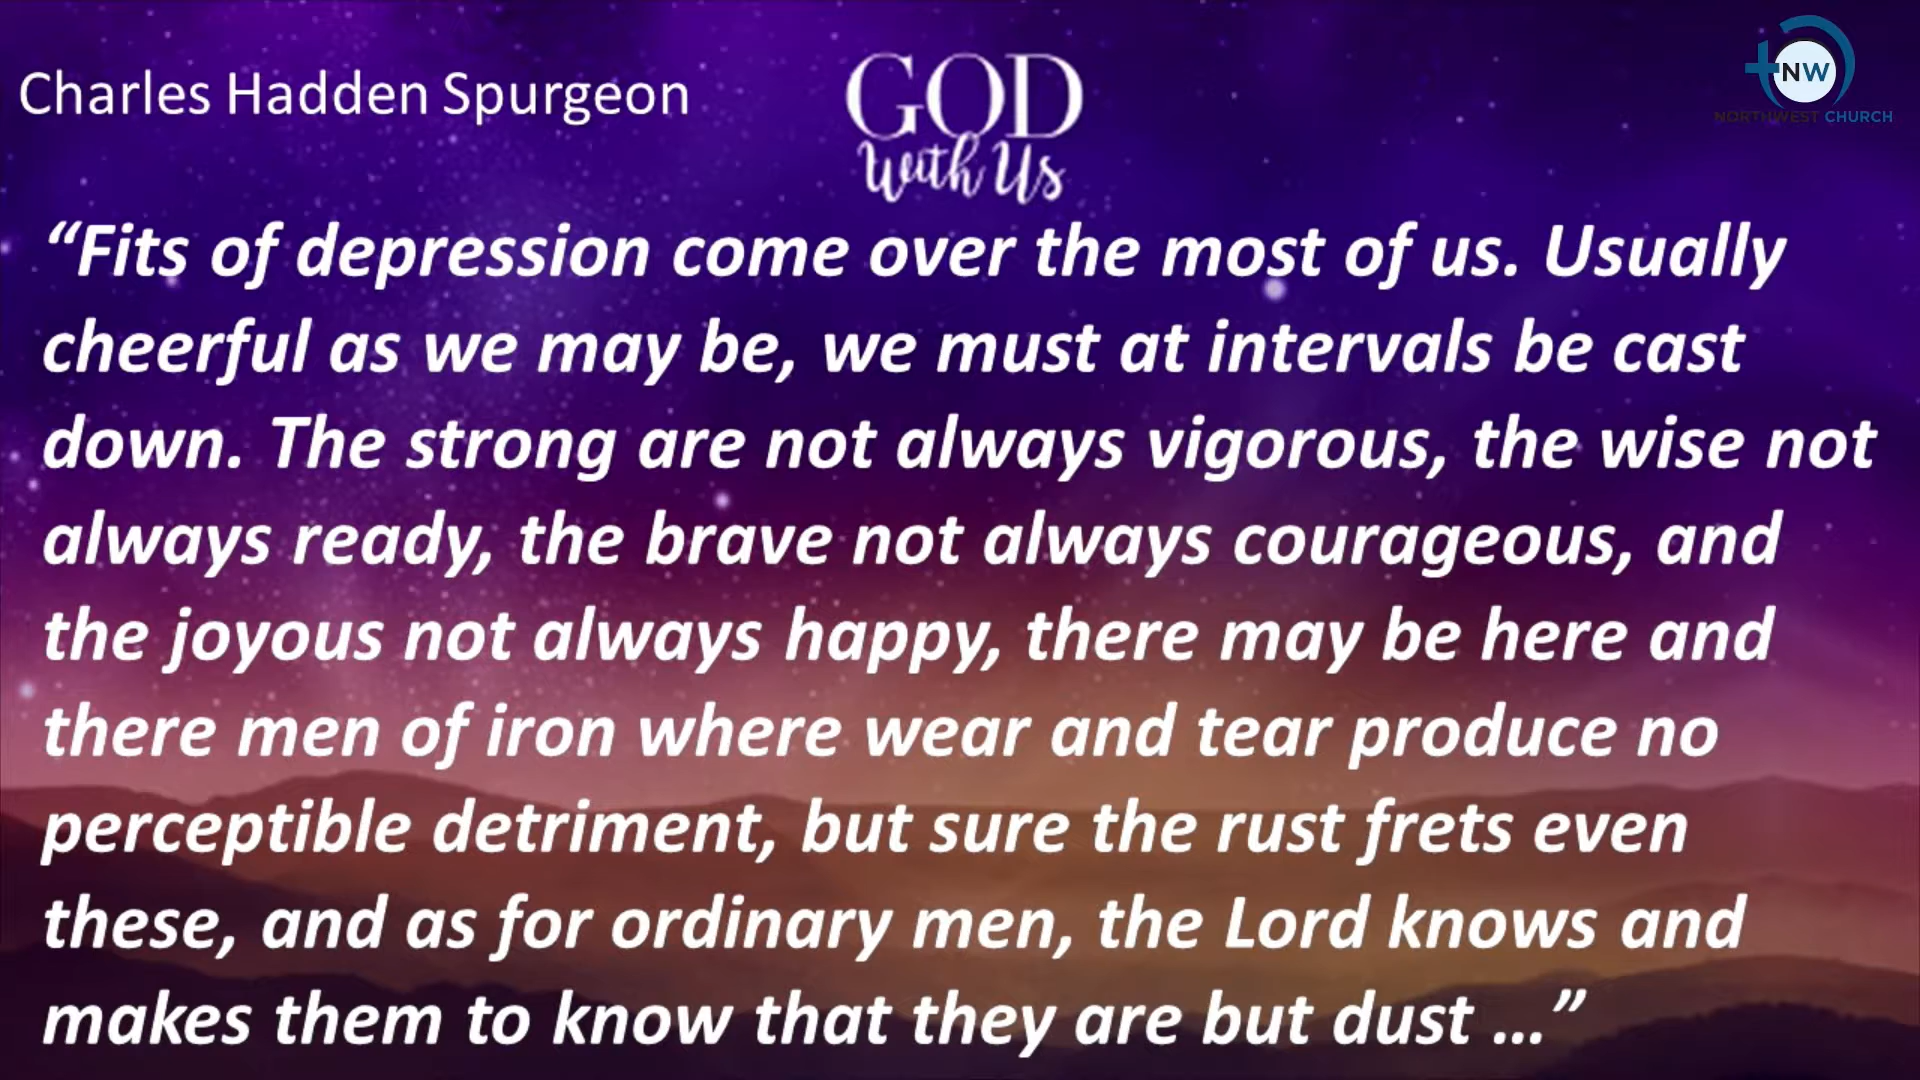 Charles Hadden Spurgeon
GOD
With Us
NW
NORTHWEST CHURCH
“Fits of depression come over the most of us. Usually
cheerful as we may be, we must at intervals be cast
down. The strong are not always vigorous, the wise not
always ready, the brave not always courageous, and
the joyous not always happy, there may be here and
there men of iron where wear and tear produce no
perceptible detriment, but sure the rust frets even
these, and as for ordinary men, the Lord knows and
makes them to know that they are but dust ...”